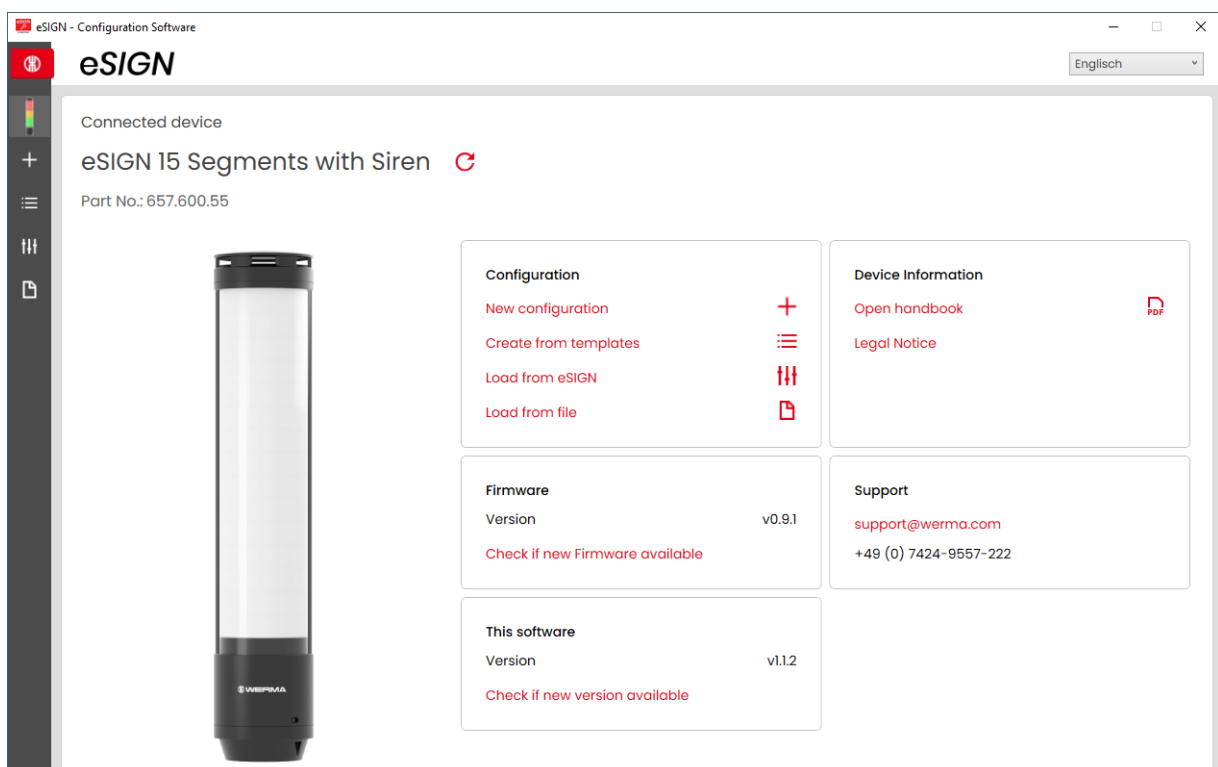 eSIGN - Configuration Software
eSIGN
Englisch
Connected device
eSIGN 15 Segments with Siren
Part No.: 657.600.55
WERMA
Configuration
New configuration
Create from templates
Load from eSIGN
Load from file
Device Information
Open handbook
PDF
Legal Notice
Firmware
Version v0.9.1
Check if new Firmware available
Support
support@werma.com
+49 (0) 7424-9557-222
This software
Version v1.1.2
Check if new version available